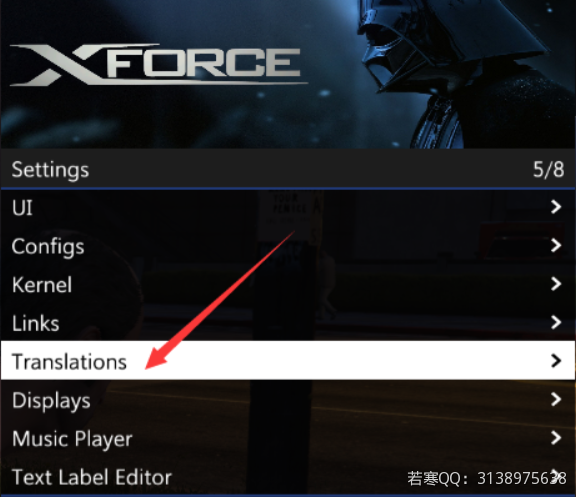 XFORCE
Settings 5/8
UI
Configs
Kernel
Links
Translations
Displays
Music Player
Text Label Editor
若寒QQ：3138975638